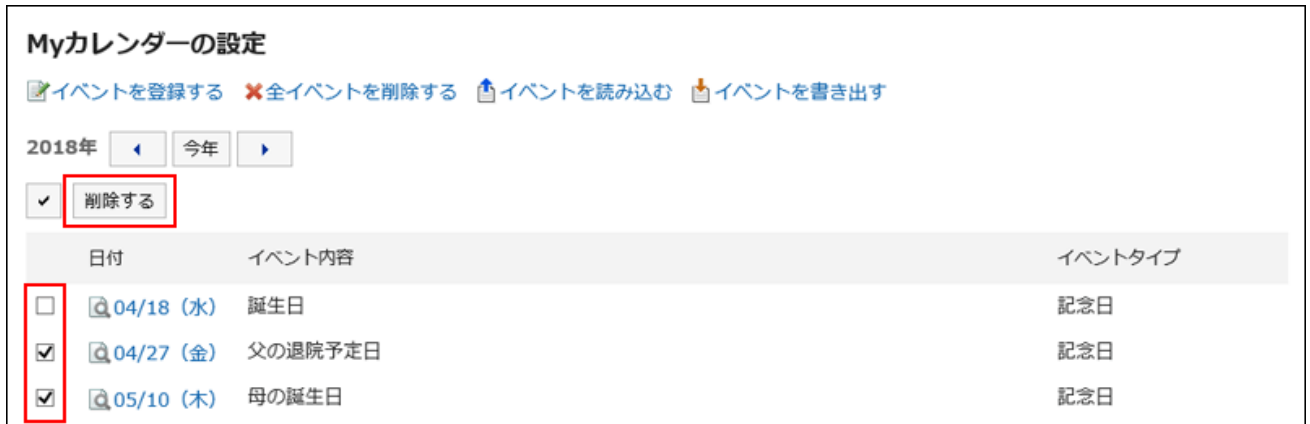 Myカレンダーの設定
イベントを登録する 全イベントを削除する イベントを読み込む イベントを書き出す
2018年 今年
削除する
日付 イベント内容 イベントタイプ
04/18（水） 誕生日 記念日
04/27（金） 父の退院予定日 記念日
05/10（木） 母の誕生日 記念日